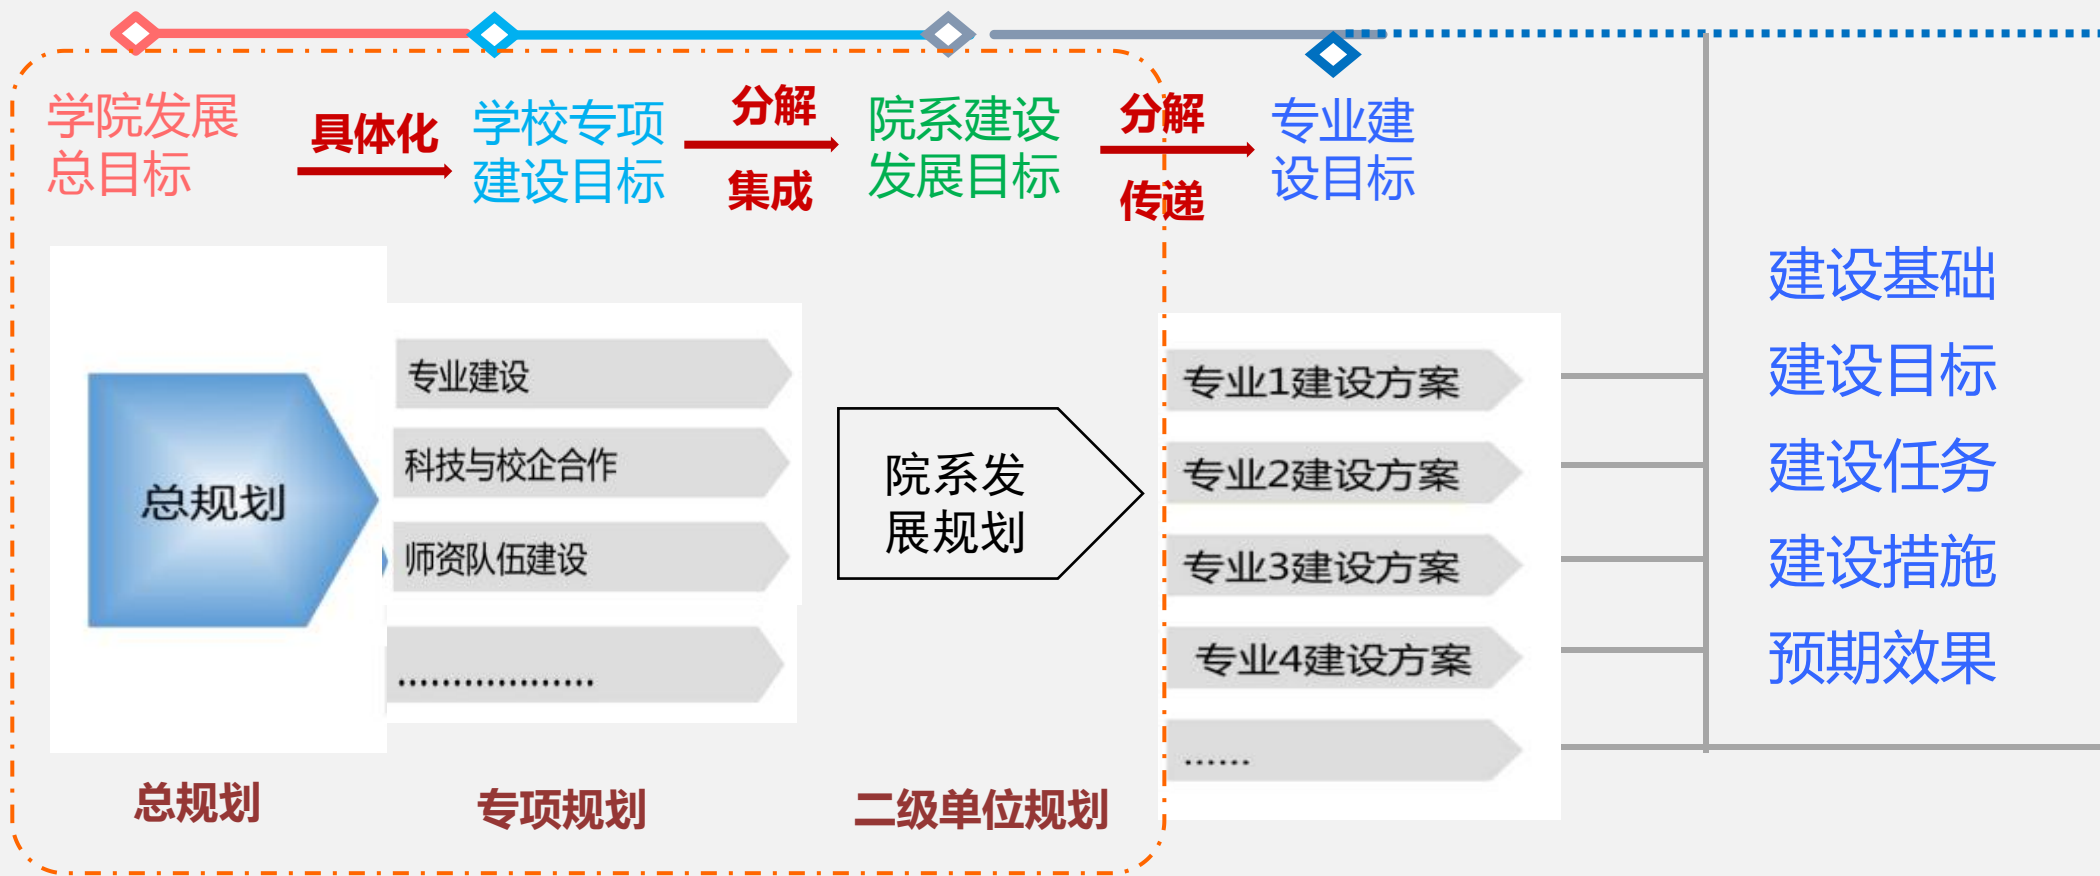 学院发展
总目标
具体化
学校专项
建设目标
分解
集成
院系建设
发展目标
分解
传递
专业建
设目标
总规划
专业建设
科技与校企合作
师资队伍建设
………………
院系发
展规划
专业1建设方案
专业2建设方案
专业3建设方案
专业4建设方案
……
建设基础
建设目标
建设任务
建设措施
预期效果
总规划
专项规划
二级单位规划